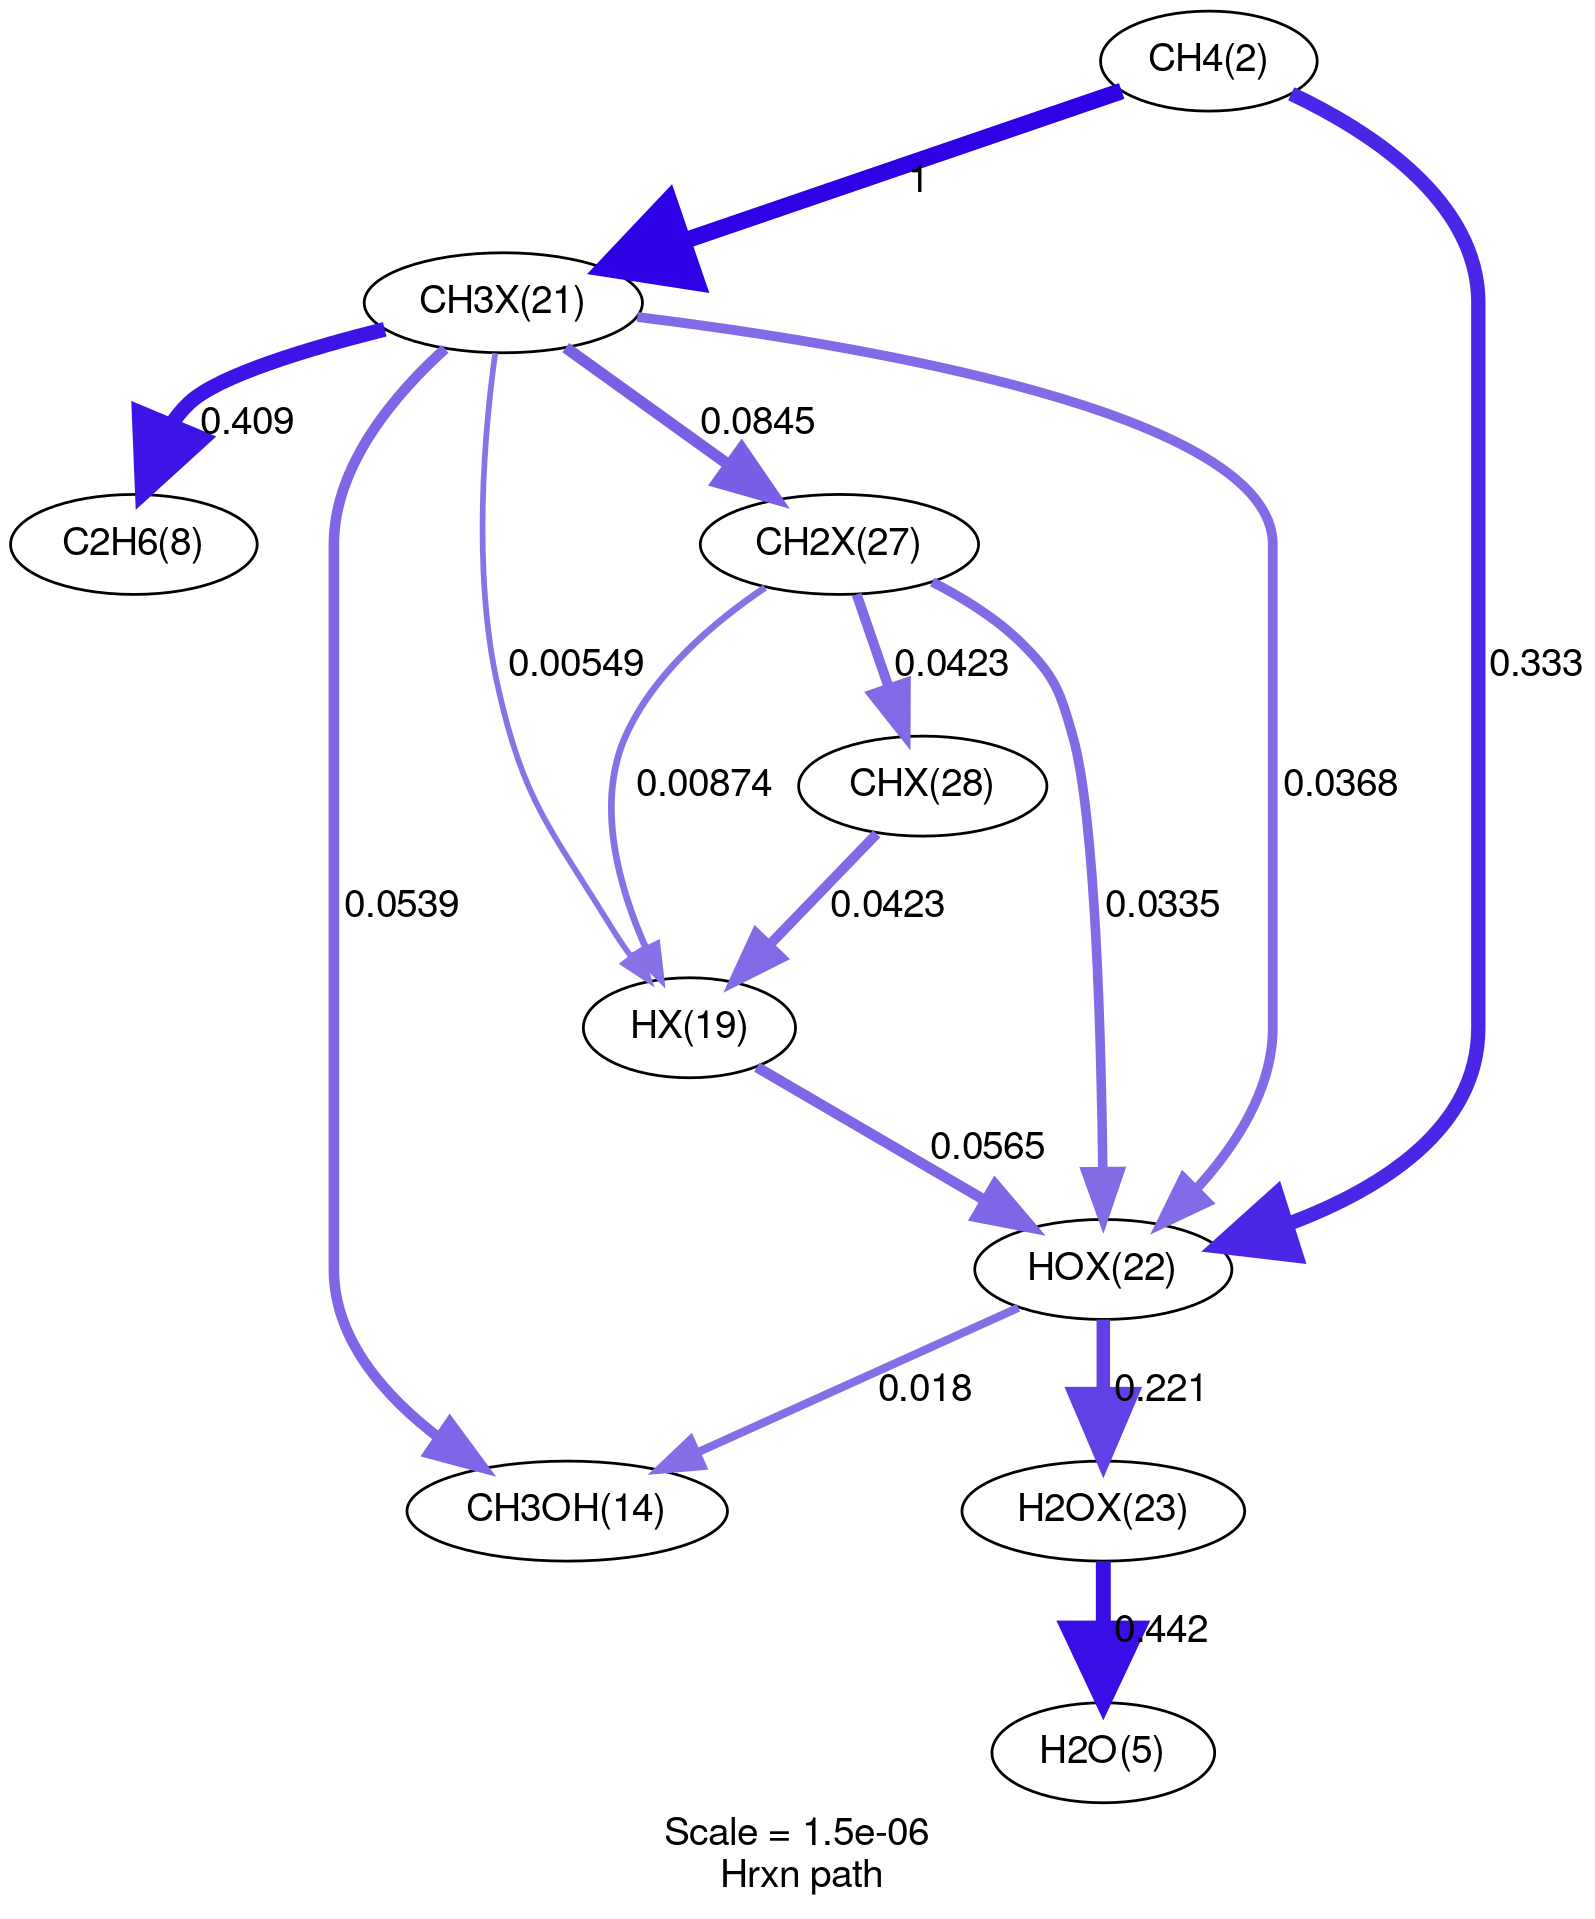 CH4(2)
1
CH3X(21)
0.409
0.0845
C2H6(8)
CH2X(27)
0.00549
0.0423
0.333
0.00874
CHX(28)
0.0368
0.0539
0.0423
0.0335
HX(19)
0.0565
HOX(22)
0.018
0.221
CH3OH(14)
H2OX(23)
0.442
H2O(5)
Scale = 1.5e-06
Hrxn path